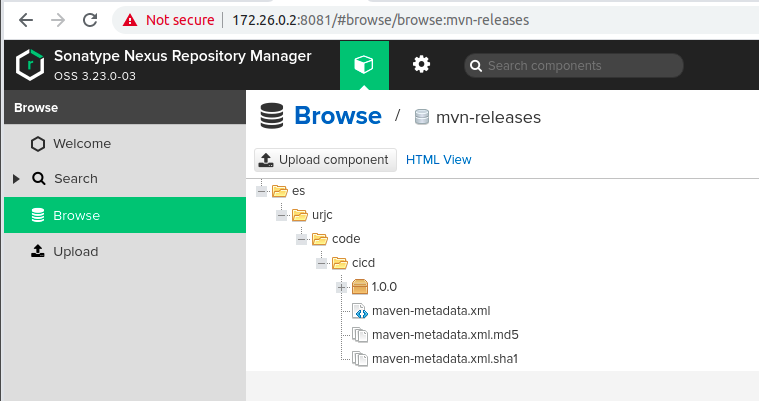 Not secure | 172.26.0.2:8081/#browse/browse:mvn-releases
Sonatype Nexus Repository Manager
OSS 3.23.0-03
Search components
Browse
Welcome
Search
Browse
Upload
Browse / mvn-releases
Upload component HTML View
es
urjc
code
cicd
1.0.0
maven-metadata.xml
maven-metadata.xml.md5
maven-metadata.xml.sha1